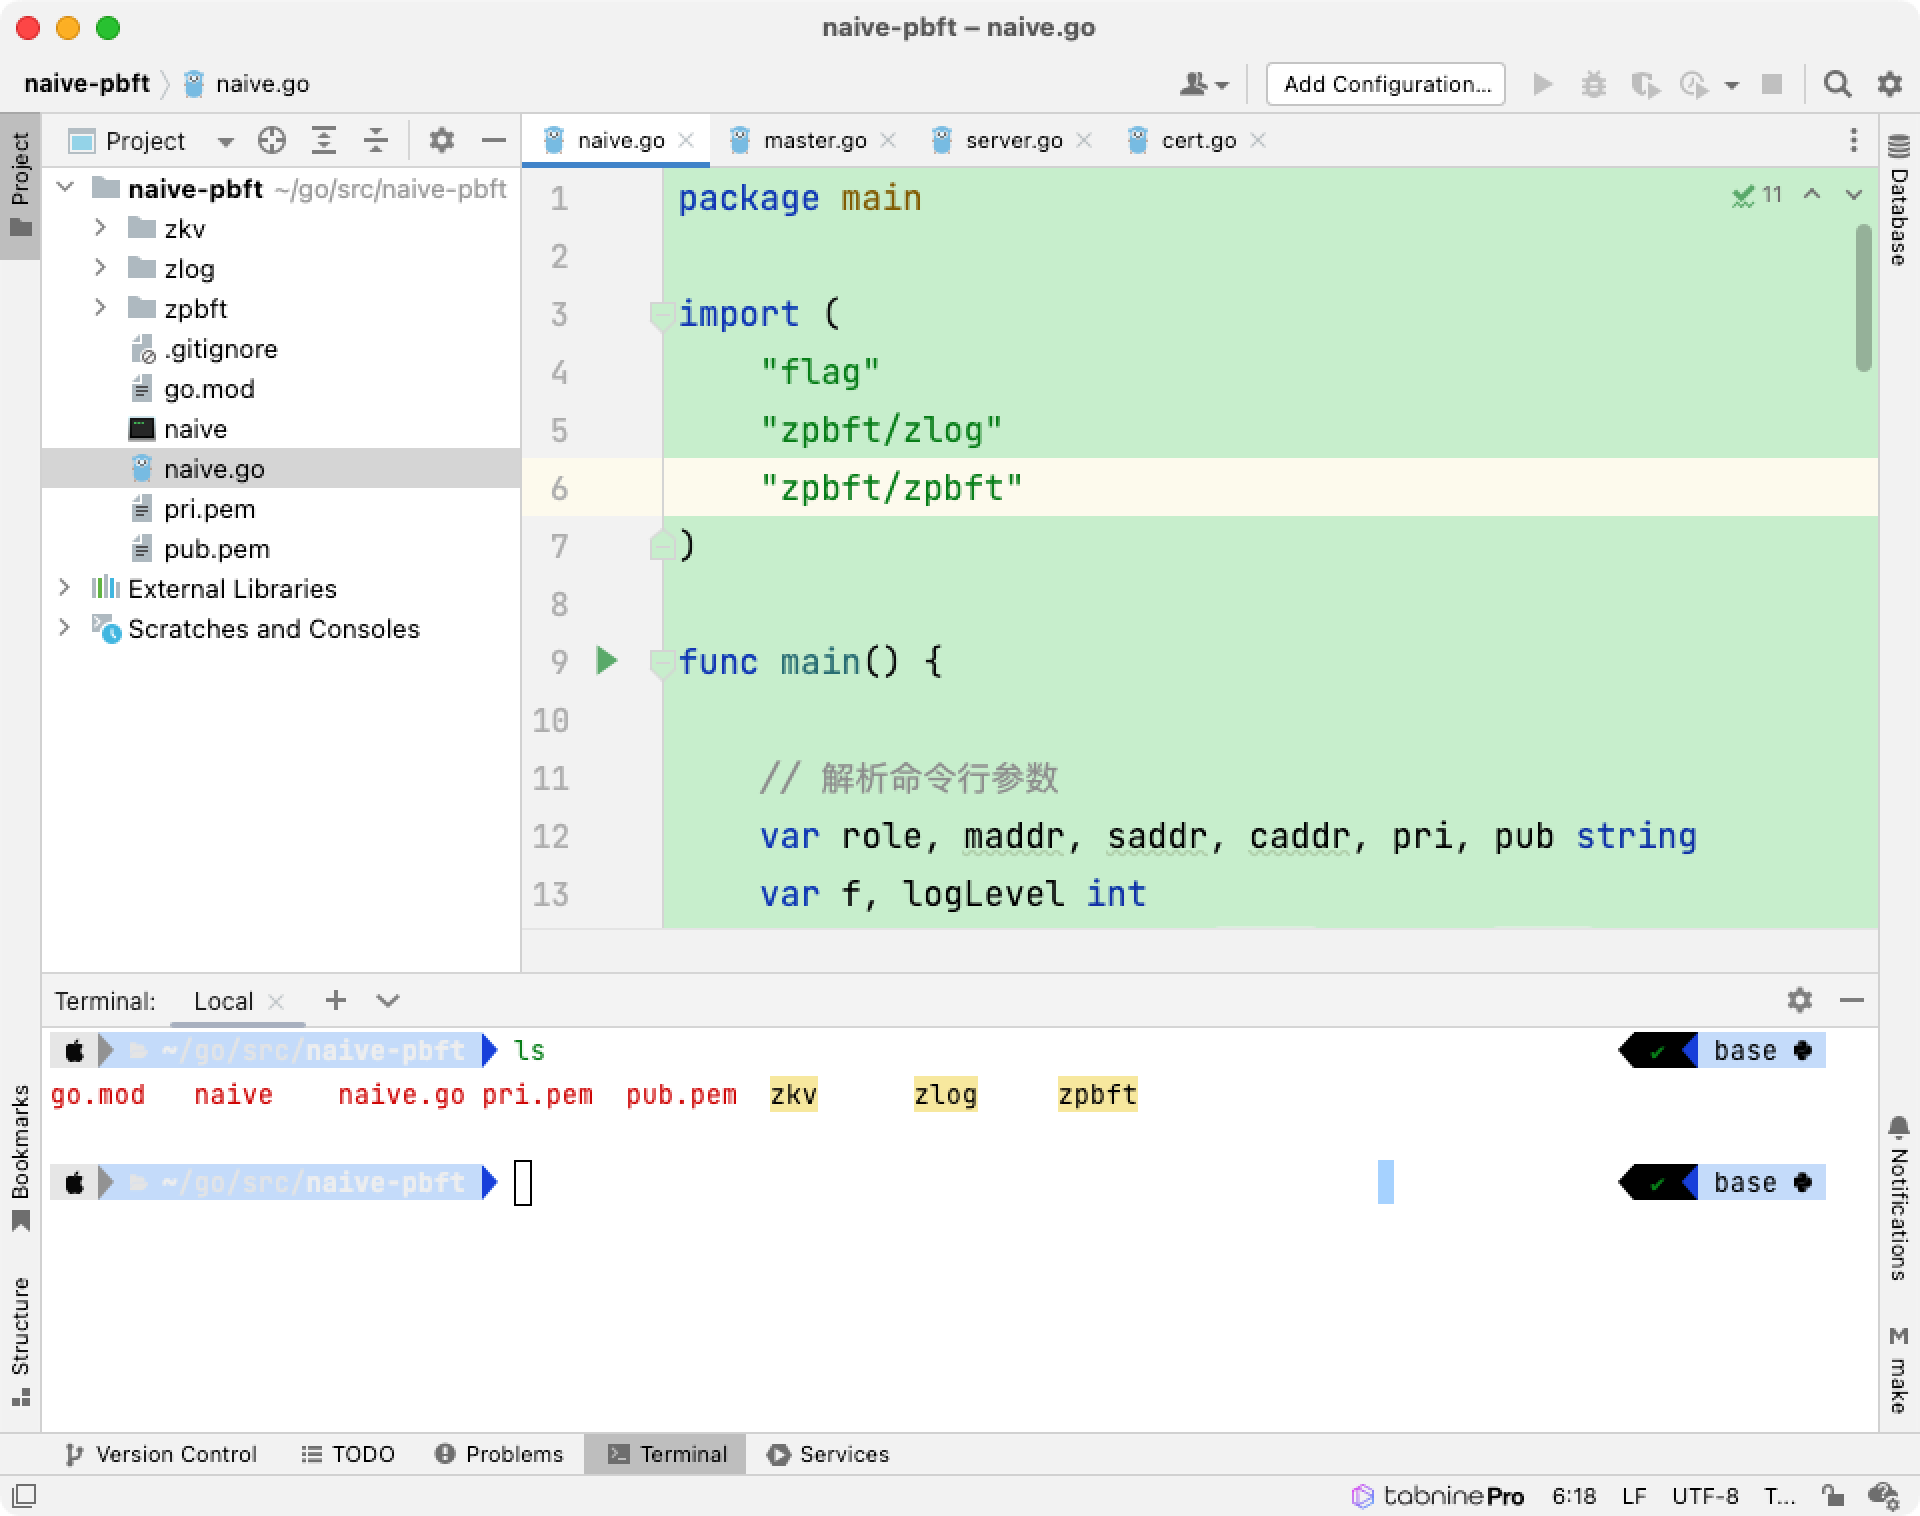 naive-pbft – naive.go
naive-pbft naive.go
Add Configuration...
Project
Project
naive.go
master.go
server.go
cert.go
Database
naive-pbft ~/go/src/naive-pbft
zkv
zlog
zpbft
.gitignore
go.mod
naive
naive.go
pri.pem
pub.pem
External Libraries
Scratches and Consoles
11
1 package main
2
3 import (
4 "flag"
5 "zpbft/zlog"
6 "zpbft/zpbft"
7 )
8
9 func main() {
10
11 // 解析命令行参数
12 var role, maddr, saddr, caddr, pri, pub string
13 var f, logLevel int
Terminal: Local
~/go/src/naive-pbft ls base
go.mod naive naive.go pri.pem pub.pem zkv zlog zpbft
~/go/src/naive-pbft base
Bookmarks
Structure
Notifications
make
Version Control TODO Problems Terminal Services
tabnine Pro 6:18 LF UTF-8 T...